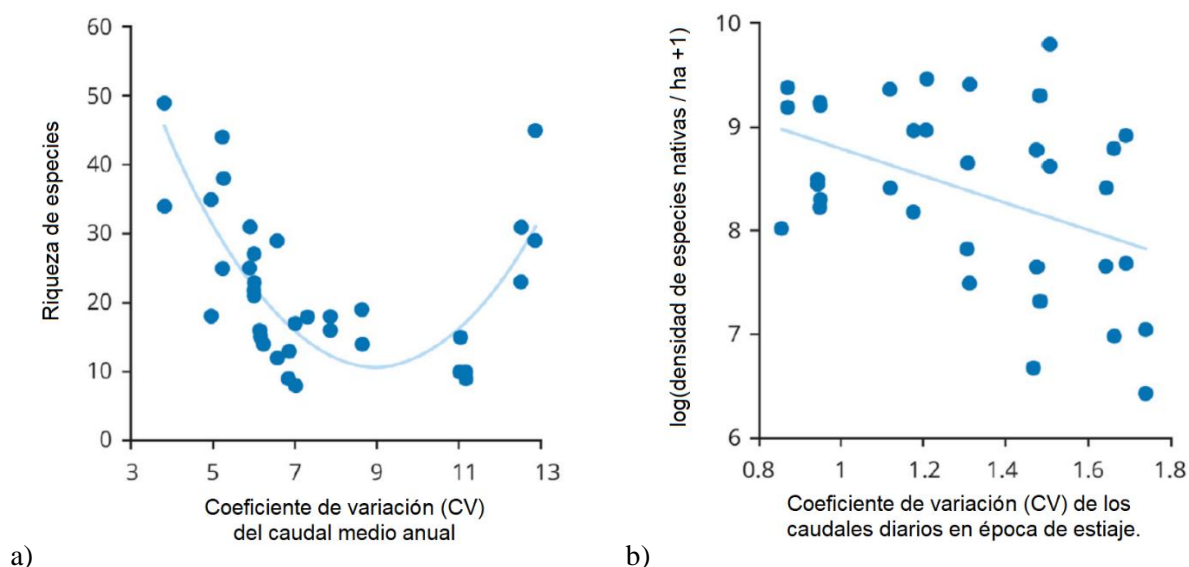 60
50
40
30
20
10
0
Riqueza de especies
3 5 7 9 11 13
Coeficiente de variación (CV)
del caudal medio anual
a)
10
9
8
7
6
log(densidad de especies nativas / ha +1)
0.8 1 1.2 1.4 1.6 1.8
Coeficiente de variación (CV) de los
caudales diarios en época de estiaje.
b)